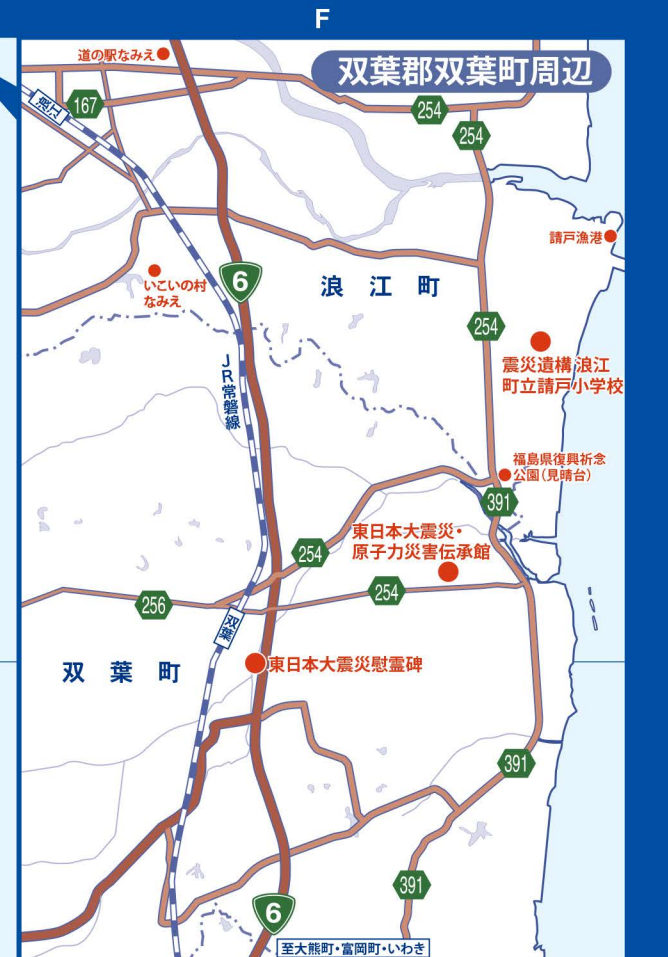 F
双葉郡双葉町周辺
道の駅なみえ
浪江
167
254
254
請戸漁港
6
いこいの村
なみえ
浪江町
254
震災遺構 浪江
町立請戸小学校
JR常磐線
福島県復興祈念
公園(見晴台)
391
東日本大震災・
原子力災害伝承館
254
254
256
双葉
双葉町
東日本大震災慰霊碑
391
391
6
至大熊町・富岡町・いわき